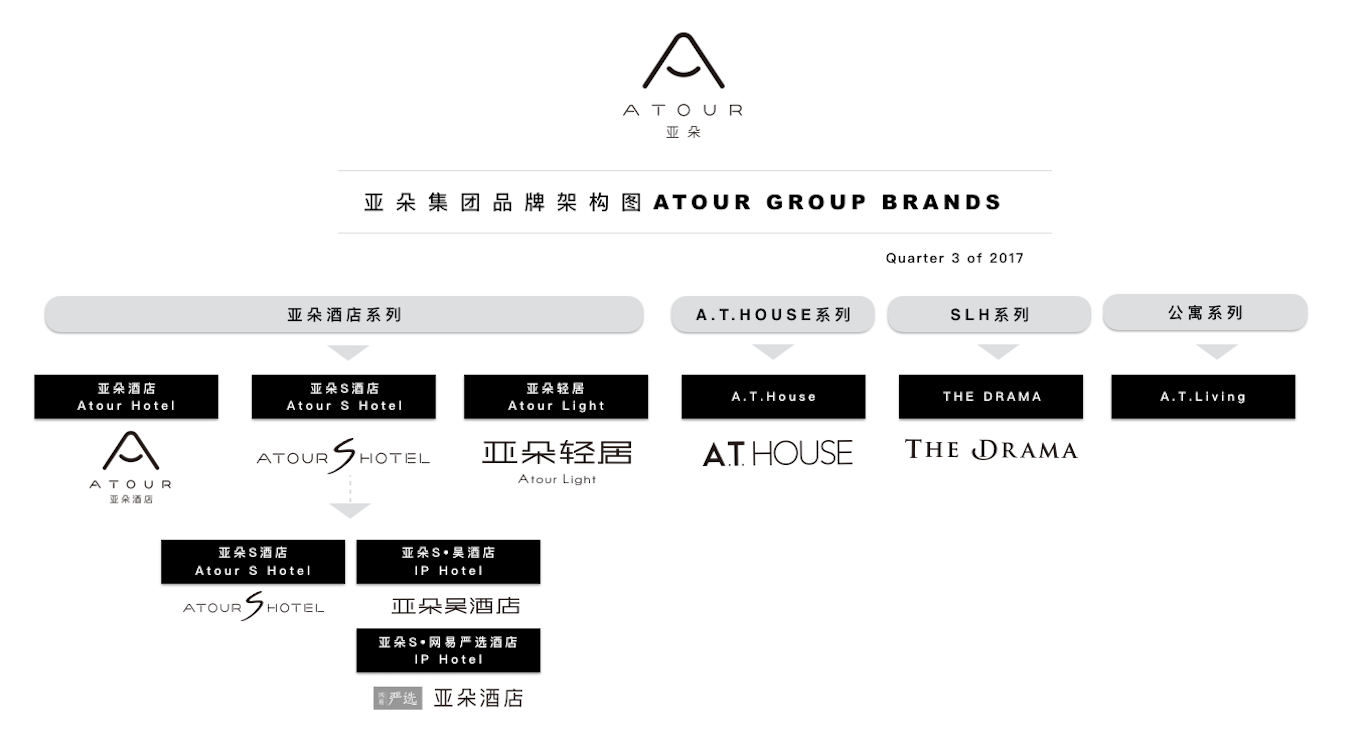 ATOUR
亚朵
亚朵集团品牌架构图 ATOUR GROUP BRANDS
Quarter 3 of 2017
亚朵酒店系列
A.T.HOUSE系列
SLH系列
公寓系列
亚朵酒店
Atour Hotel
亚朵S酒店
Atour S Hotel
亚朵轻居
Atour Light
A.T.House
THE DRAMA
A.T.Living
ATOUR
亚朵酒店
ATOUR S HOTEL
亚朵轻居
Atour Light
A.T. HOUSE
THE DRAMA
亚朵S酒店
Atour S Hotel
亚朵S•吴酒店
IP Hotel
ATOUR S HOTEL
亚朵吴酒店
亚朵S•网易严选酒店
IP Hotel
网易严选 亚朵酒店